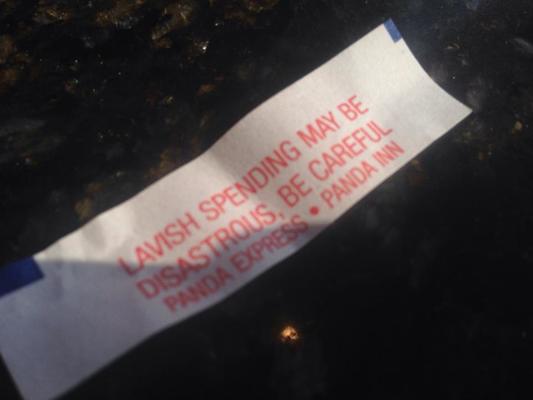 LAVISH SPENDING MAY BE
DISASTROUS, BE CAREFUL
PANDA EXPRESS • PANDA INN